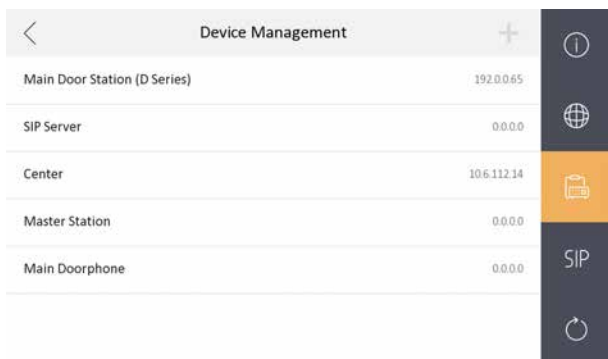 Device Management
Main Door Station (D Series) 192.0.0.65
SIP Server 0.0.0.0
Center 10.6.112.14
Master Station 0.0.0.0
SIP
Main Doorphone 0.0.0.0